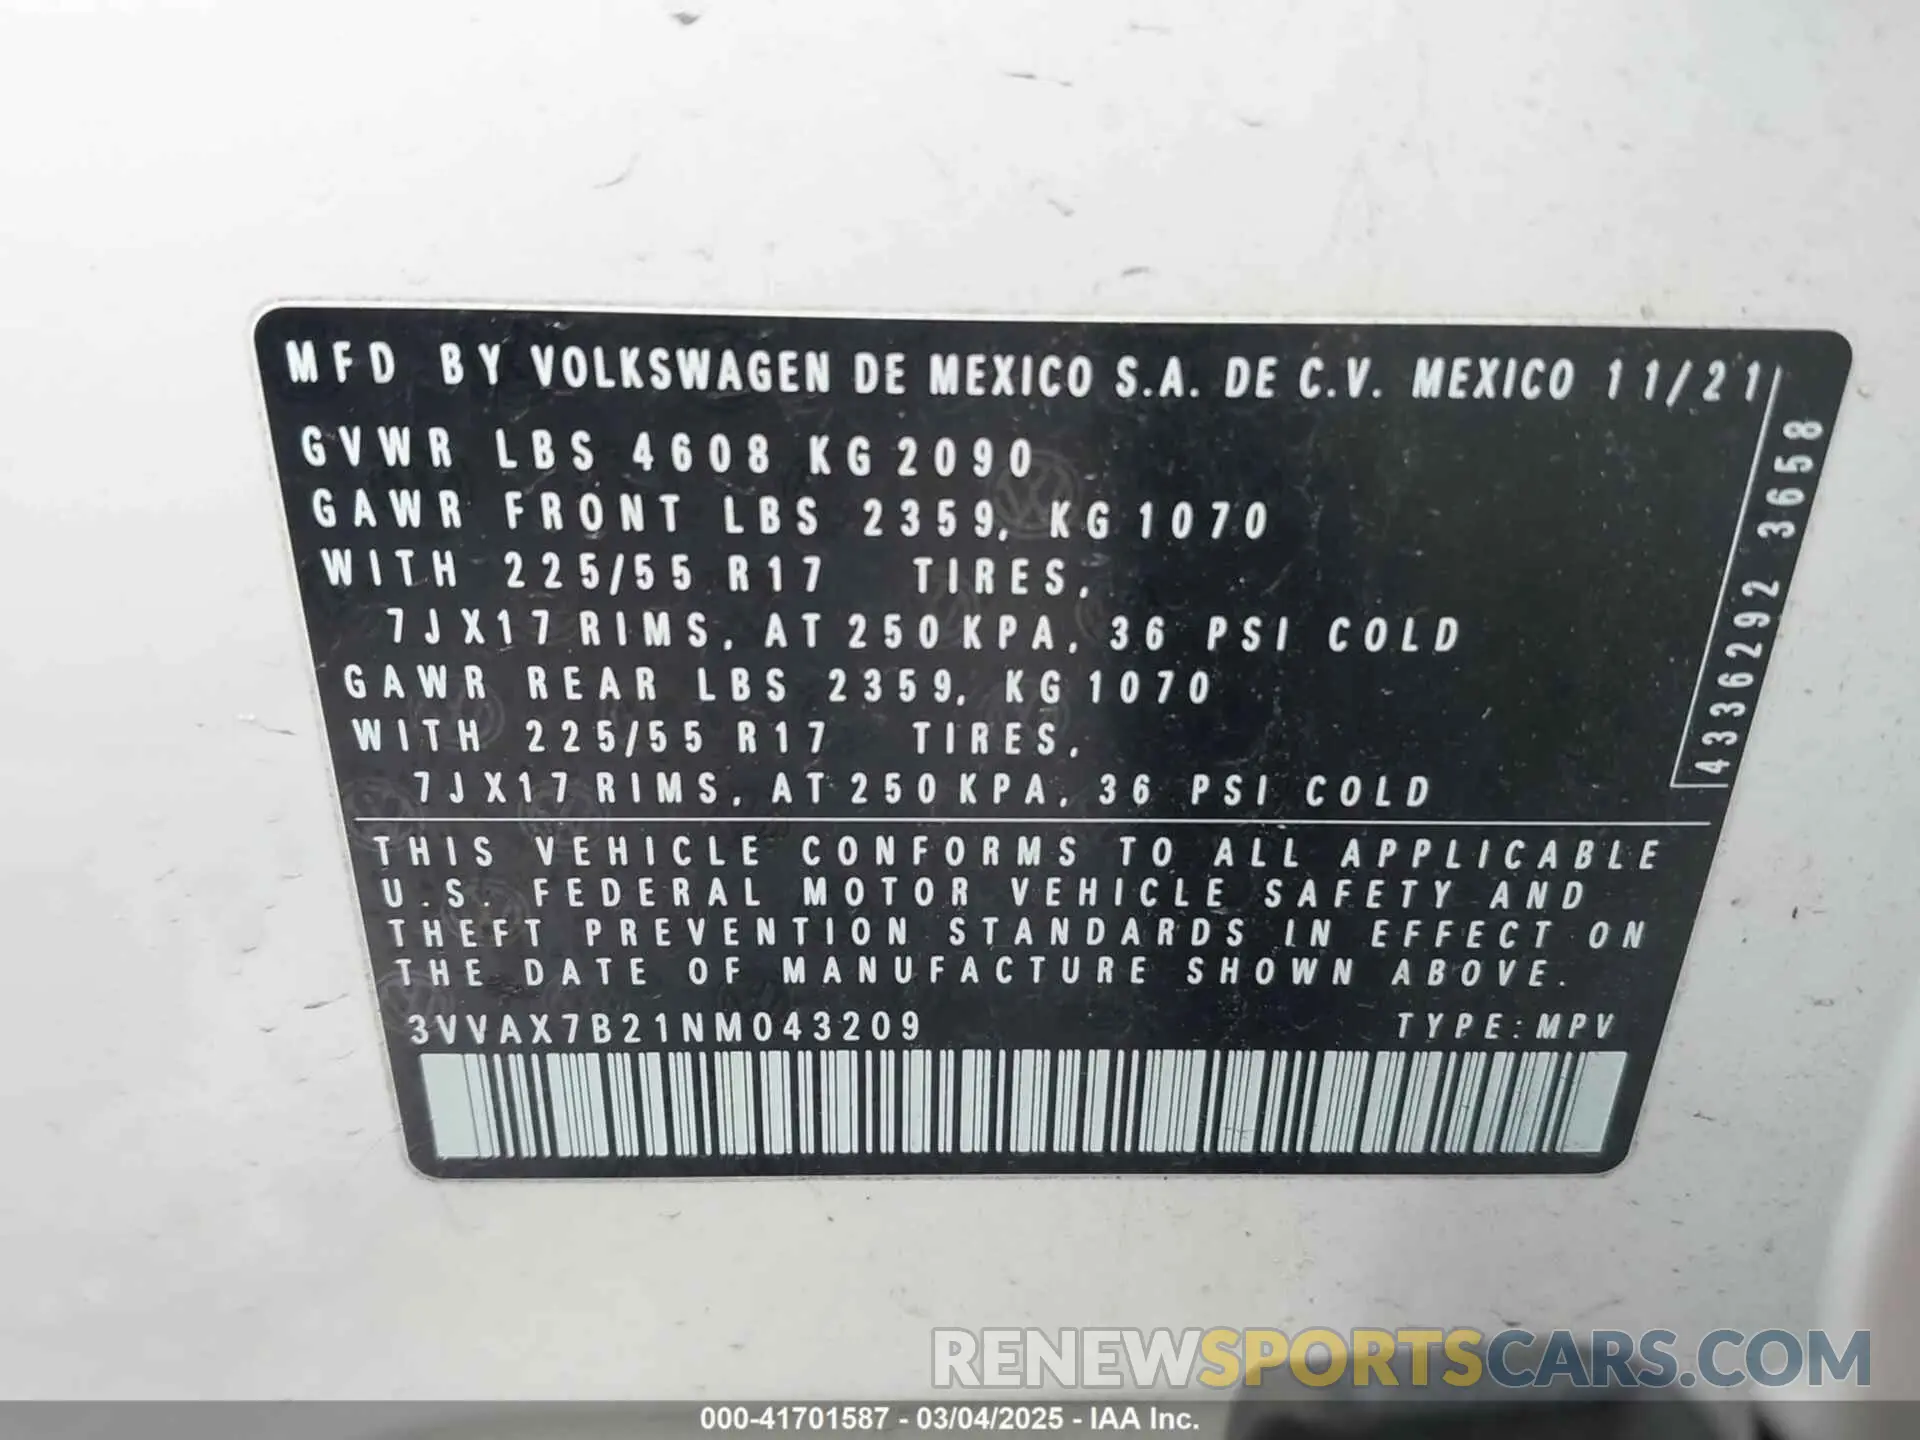 MFD BY VOLKSWAGEN DE MEXICO S.A. DE C.V. MEXICO 11/21
GVWR LBS 4608 KG 2090
GAWR FRONT LBS 2359, KG 1070
WITH 225/55 R17 TIRES,
7JX17 RIMS, AT 250 KPA, 36 PSI COLD
GAWR REAR LBS 2359, KG 1070
WITH 225/55 R17 TIRES,
7JX17 RIMS, AT 250 KPA, 36 PSI COLD
4336292 3658
THIS VEHICLE CONFORMS TO ALL APPLICABLE
U.S. FEDERAL MOTOR VEHICLE SAFETY AND
THEFT PREVENTION STANDARDS IN EFFECT ON
THE DATE OF MANUFACTURE SHOWN ABOVE.
3VVAX7B21NM043209 TYPE: MPV
RENEWSPORTSCARS.COM
000-41701587 - 03/04/2025 - IAA Inc.